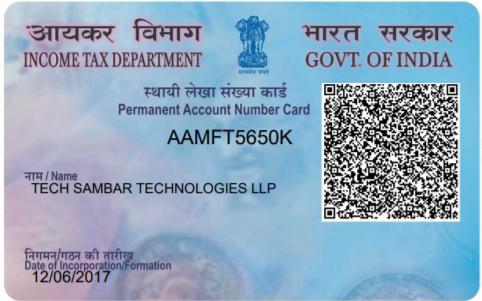 आयकर विभाग
INCOME TAX DEPARTMENT
सत्यमेव जयते
भारत सरकार
GOVT. OF INDIA
स्थायी लेखा संख्या कार्ड
Permanent Account Number Card
AAMFT5650K
नाम / Name
TECH SAMBAR TECHNOLOGIES LLP
निगमन/गठन की तारीख
Date of Incorporation/Formation
12/06/2017